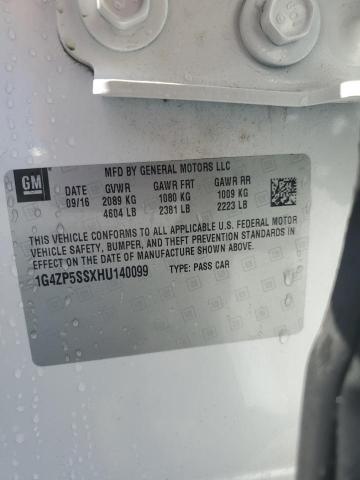 MFD BY GENERAL MOTORS LLC
GM
DATE GVWR GAWR FRT GAWR RR
09/16 2089 KG 1080 KG 1009 KG
4604 LB 2381 LB 2223 LB
THIS VEHICLE CONFORMS TO ALL APPLICABLE U.S. FEDERAL MOTOR
VEHICLE SAFETY, BUMPER, AND THEFT PREVENTION STANDARDS IN
EFFECT ON THE DATE OF MANUFACTURE SHOWN ABOVE.
1G4ZP5SSXHU140099 TYPE: PASS CAR